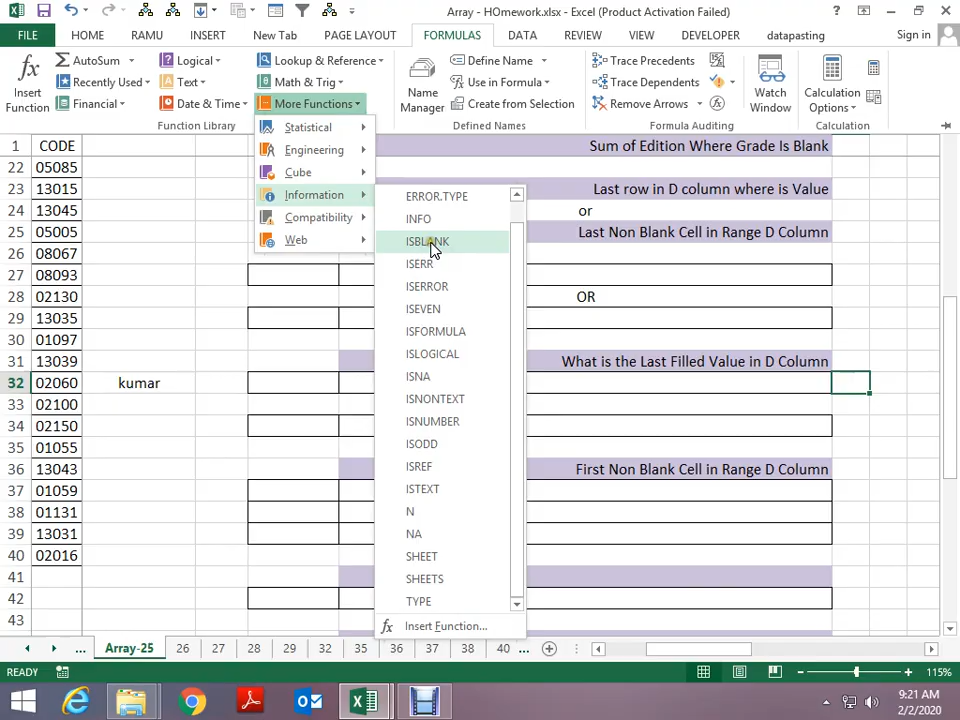 Array - HOmework.xlsx - Excel (Product Activation Failed)
FILE HOME RAMU INSERT New Tab PAGE LAYOUT FORMULAS DATA REVIEW VIEW DEVELOPER datapasting Sign in
Insert Function
AutoSum
Recently Used
Financial
Logical
Text
Date & Time
Lookup & Reference
Math & Trig
More Functions
Function Library
Name Manager
Define Name
Use in Formula
Create from Selection
Defined Names
Trace Precedents
Trace Dependents
Remove Arrows
Formula Auditing
Watch Window
Calculation Options
Calculation
Statistical
Engineering
Cube
Information
Compatibility
Web
ERROR.TYPE
INFO
ISBLANK
ISERR
ISERROR
ISEVEN
ISFORMULA
ISLOGICAL
ISNA
ISNONTEXT
ISNUMBER
ISODD
ISREF
ISTEXT
N
NA
SHEET
SHEETS
TYPE
Insert Function...
1 CODE Sum of Edition Where Grade Is Blank
22 05085
23 13015 Last row in D column where is Value
24 13045 or
25 05005 Last Non Blank Cell in Range D Column
26 08067
27 08093
28 02130 OR
29 13035
30 01097
31 13039 What is the Last Filled Value in D Column
32 02060 kumar
33 02100
34 02150
35 01055
36 13043 First Non Blank Cell in Range D Column
37 01059
38 01131
39 13031
40 02016
41
42
43
... Array-25 26 27 28 29 32 35 36 37 38 40 ...
READY 115%
9:21 AM
2/2/2020